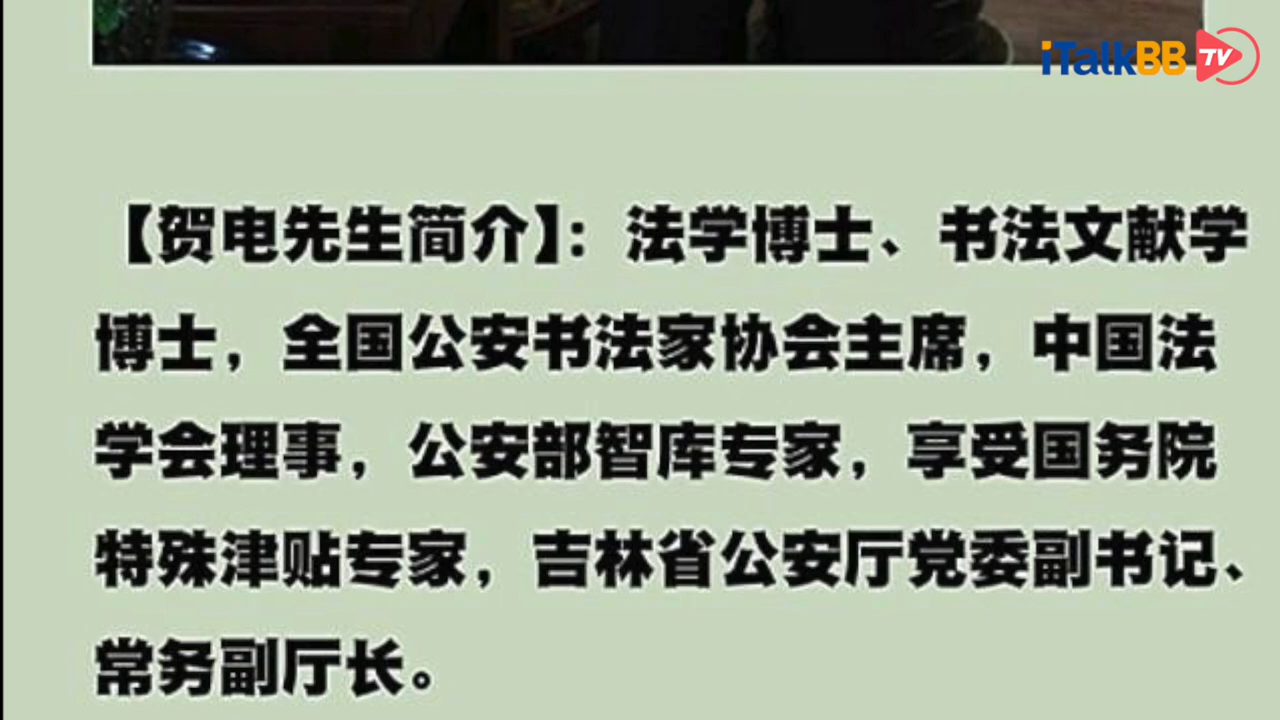 iTalkBB TV
【贺电先生简介】：法学博士、书法文献学
博士，全国公安书法家协会主席，中国法
学会理事，公安部智库专家，享受国务院
特殊津贴专家，吉林省公安厅党委副书记、
常务副厅长。